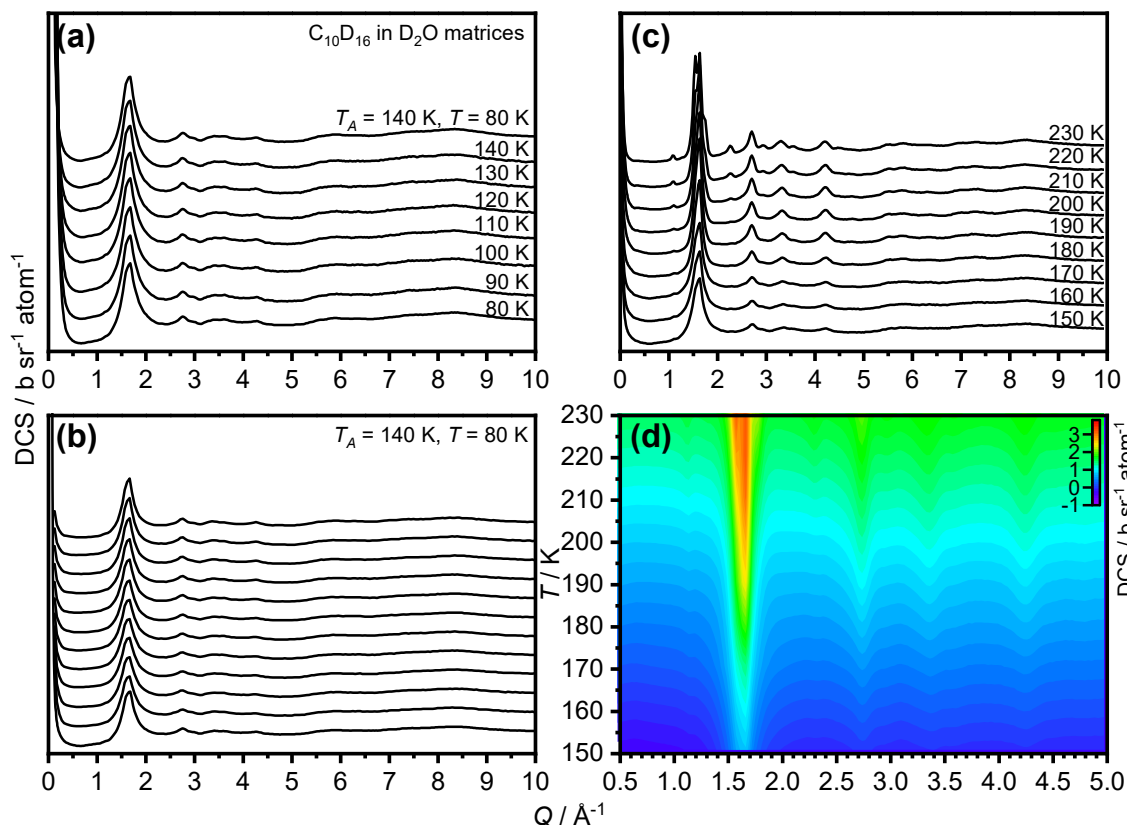 (a)
C₁₀D₁₆ in D₂O matrices
T_A = 140 K, T = 80 K
140 K
130 K
120 K
110 K
100 K
90 K
80 K
0 1 2 3 4 5 6 7 8 9 10
(c)
230 K
220 K
210 K
200 K
190 K
180 K
170 K
160 K
150 K
0 1 2 3 4 5 6 7 8 9 10
DCS / b sr⁻¹ atom⁻¹
(b)
T_A = 140 K, T = 80 K
0 1 2 3 4 5 6 7 8 9 10
(d)
230
220
210
200
190
180
170
160
150
T / K
3
2
1
0
-1
DCS / b sr⁻¹ atom⁻¹
0.5 1.0 1.5 2.0 2.5 3.0 3.5 4.0 4.5 5.0
Q / Å⁻¹